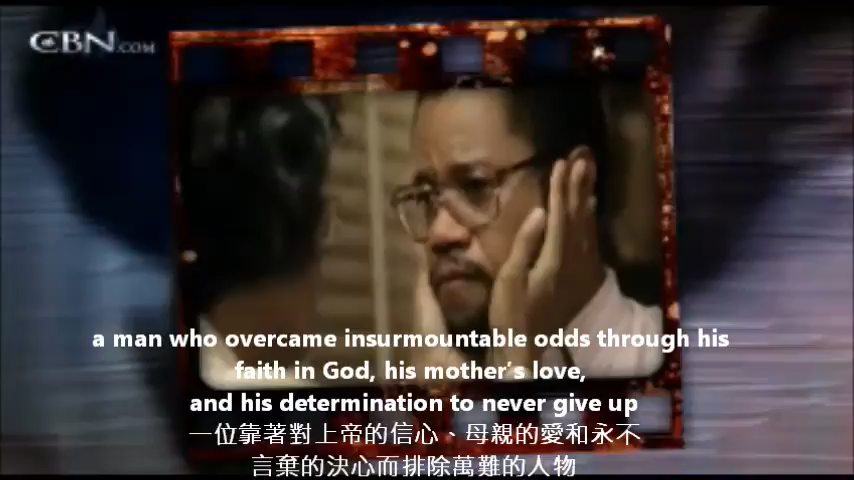 CBN.COM
a man who overcame insurmountable odds through his
faith in God, his mother's love,
and his determination to never give up
一位靠著對上帝的信心、母親的愛和永不
言棄的決心而排除萬難的人物